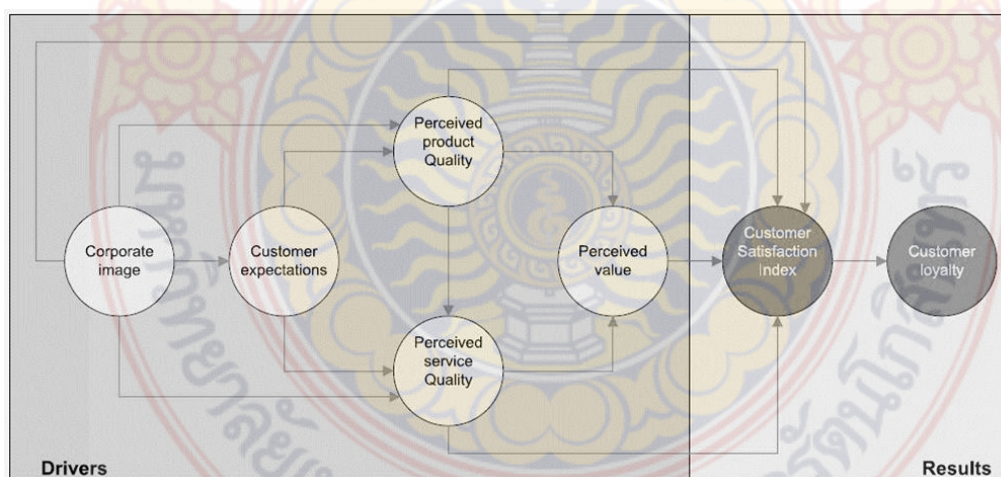 Perceived
product
Quality
Corporate
image
Customer
expectations
Perceived
value
Customer
Satisfaction
Index
Customer
loyalty
Perceived
service
Quality
Drivers
Results